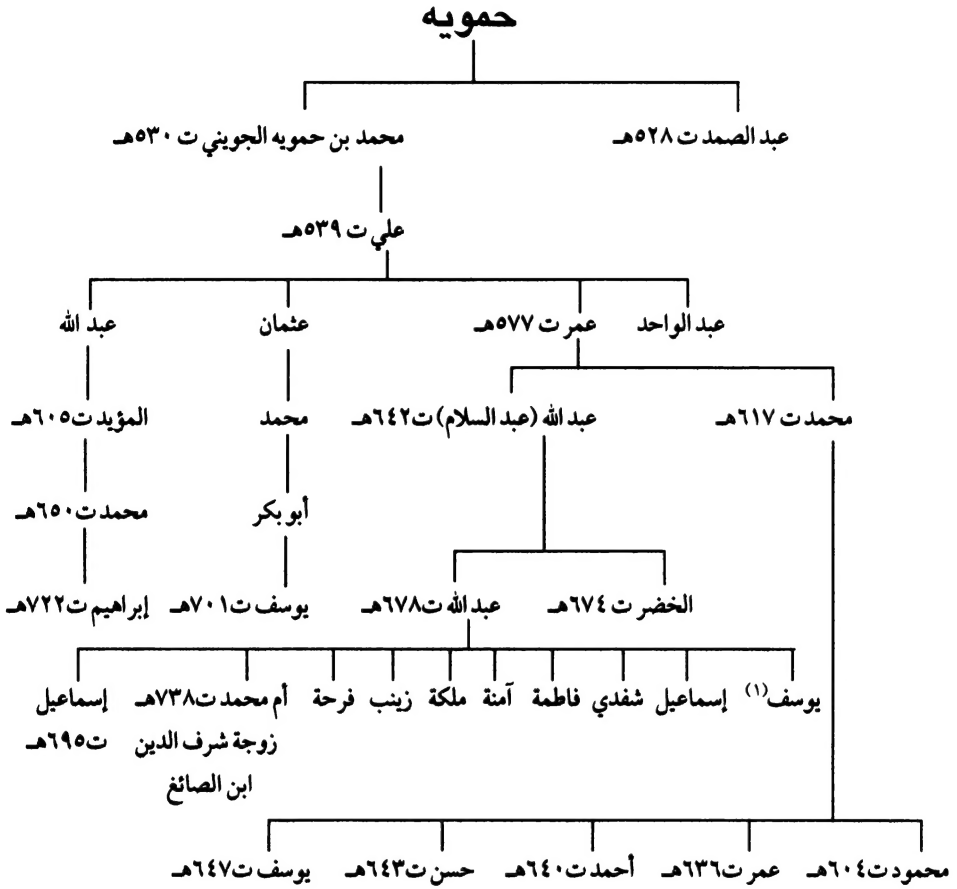 حمويه
عبد الصمد ت ٥٢٨هـ
محمد بن حمويه الجويني ت ٥٣٠هـ
علي ت ٥٣٩هـ
عبد الواحد
عمر ت ٥٧٧هـ
عثمان
عبد الله
محمد ت ٦١٧هـ
عبد الله (عبد السلام) ت ٦٤٢هـ
محمد
المؤيد ت ٦٠٥هـ
أبو بكر
محمد ت ٦٥٠هـ
الخضر ت ٦٧٤هـ
عبد الله ت ٦٧٨هـ
يوسف ت ٧٠١هـ
إبراهيم ت ٧٢٢هـ
يوسف (١)
إسماعيل
شفدي
فاطمة
آمنة
ملكة
زينب
فرحة
أم محمد ت ٧٣٨هـ
زوجة شرف الدين
ابن الصائغ
إسماعيل
ت ٦٩٥هـ
محمود ت ٦٠٤هـ
عمر ت ٦٣٦هـ
أحمد ت ٦٤٠هـ
حسن ت ٦٤٣هـ
يوسف ت ٦٤٧هـ